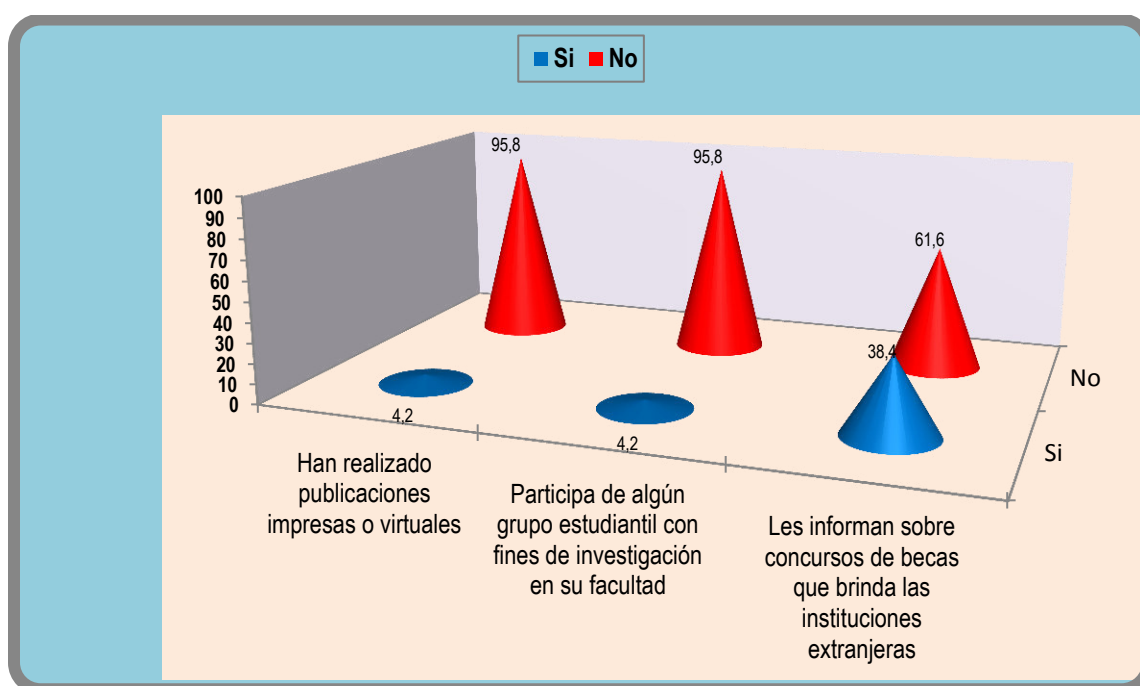 Si No
95,8
95,8
61,6
38,4
4,2
4,2
100
90
80
70
60
50
40
30
20
10
0
No
Si
Han realizado
publicaciones
impresas o virtuales
Participa de algún
grupo estudiantil con
fines de investigación
en su facultad
Les informan sobre
concursos de becas
que brinda las
instituciones
extranjeras